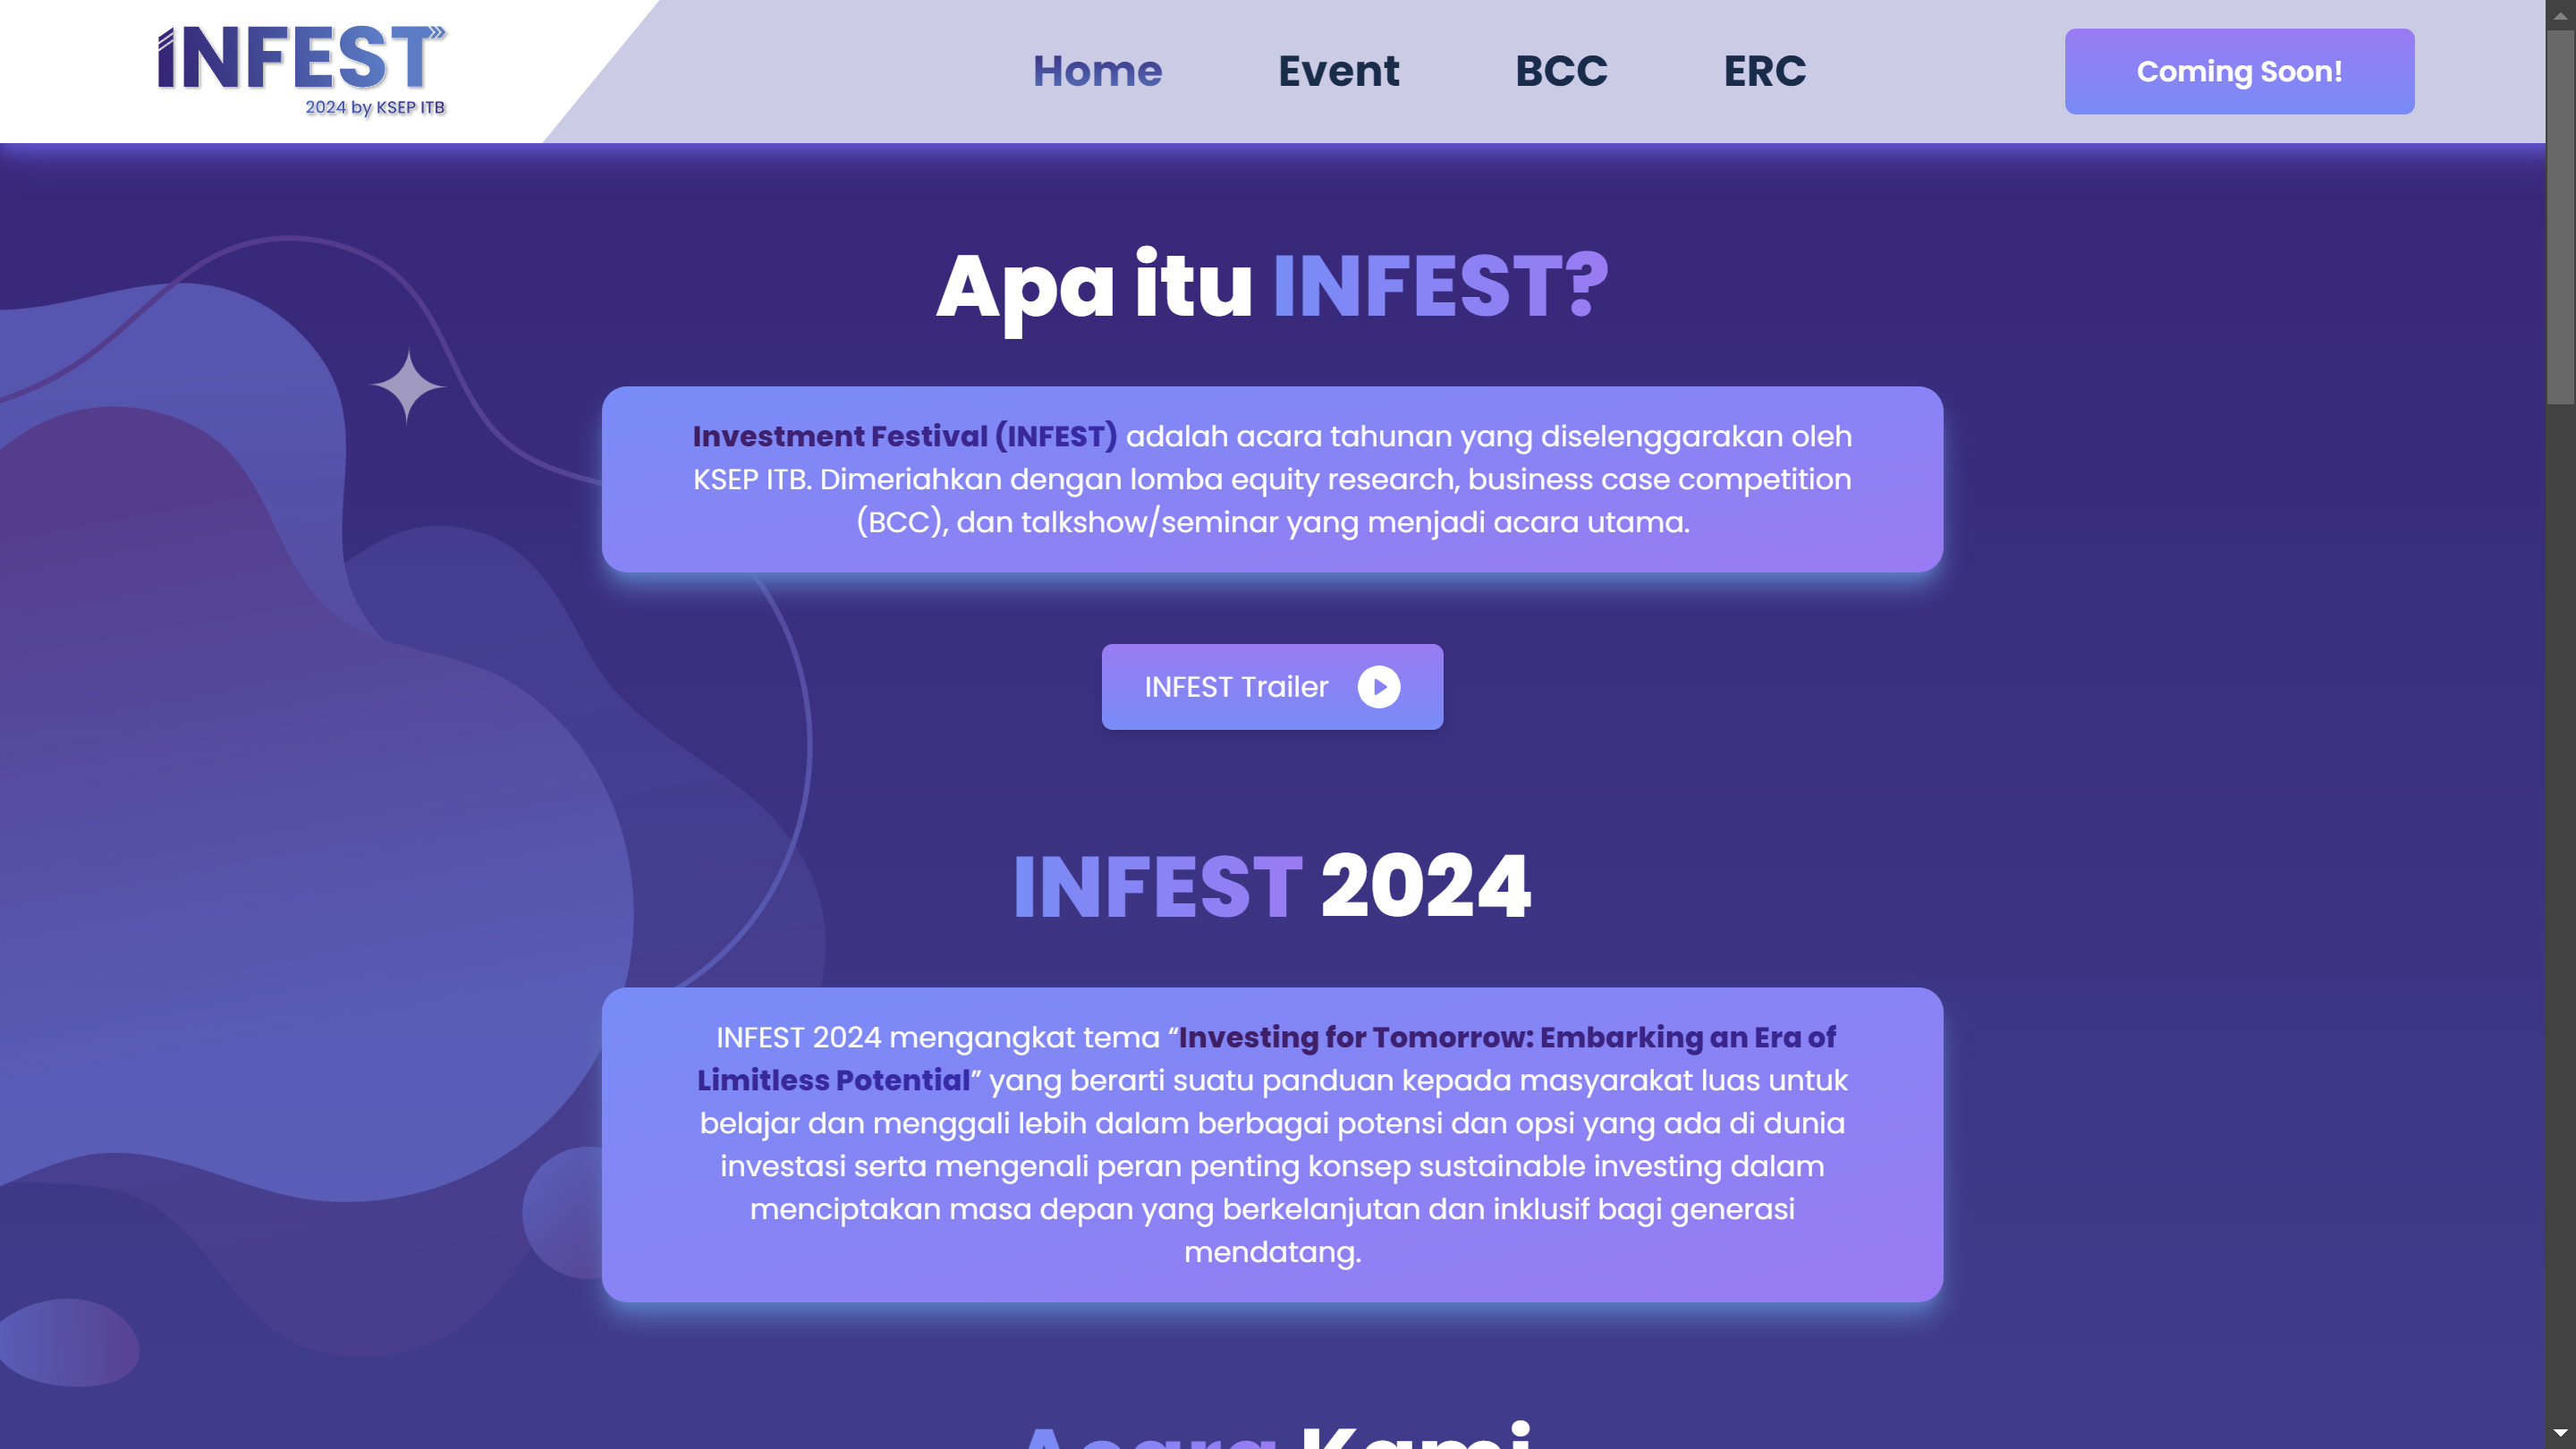 INFEST
2024 by KSEP ITB
Home
Event
BCC
ERC
Coming Soon!
Apa itu INFEST?
Investment Festival (INFEST) adalah acara tahunan yang diselenggarakan oleh
KSEP ITB. Dimeriahkan dengan lomba equity research, business case competition
(BCC), dan talkshow/seminar yang menjadi acara utama.
INFEST Trailer
INFEST 2024
INFEST 2024 mengangkat tema “Investing for Tomorrow: Embarking an Era of
Limitless Potential” yang berarti suatu panduan kepada masyarakat luas untuk
belajar dan menggali lebih dalam berbagai potensi dan opsi yang ada di dunia
investasi serta mengenali peran penting konsep sustainable investing dalam
menciptakan masa depan yang berkelanjutan dan inklusif bagi generasi
mendatang.
Acara Kami